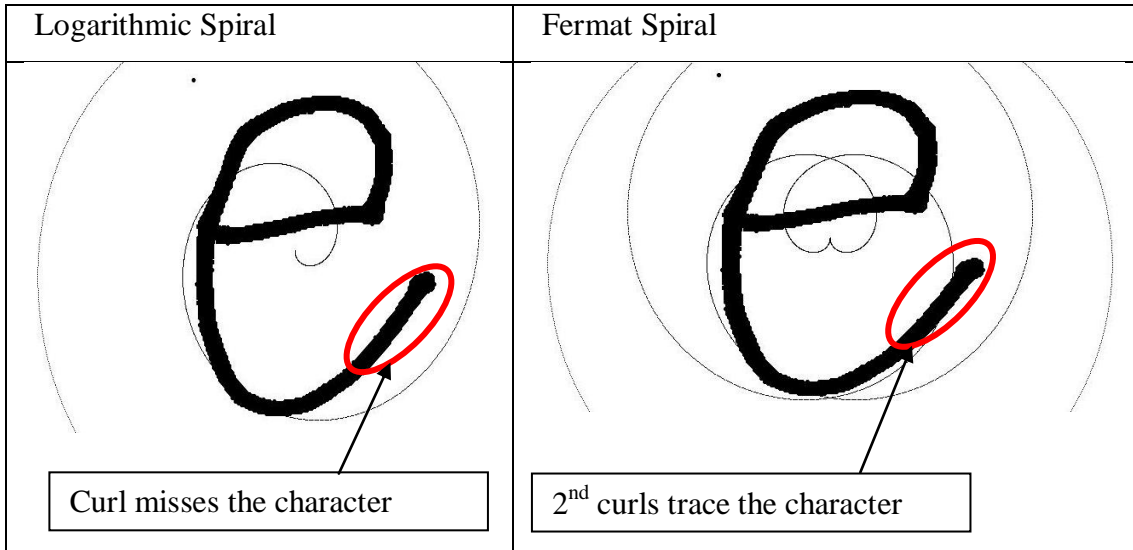 Logarithmic Spiral
Fermat Spiral
e
e
Curl misses the character
2nd curls trace the character